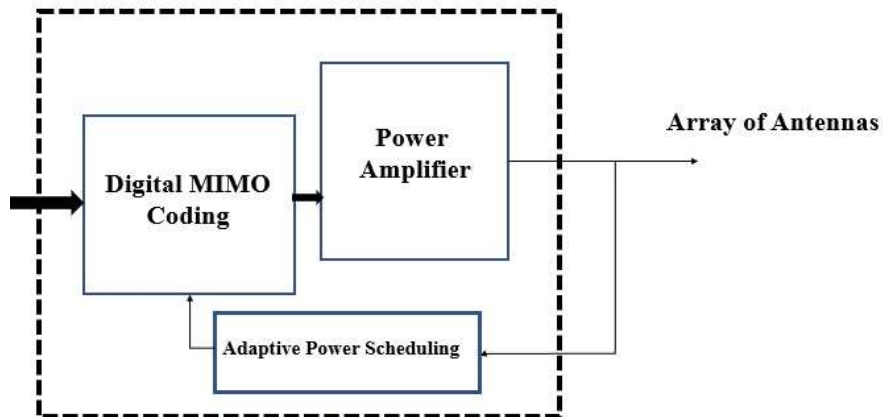 Digital MIMO
Coding
Power
Amplifier
Array of Antennas
Adaptive Power Scheduling